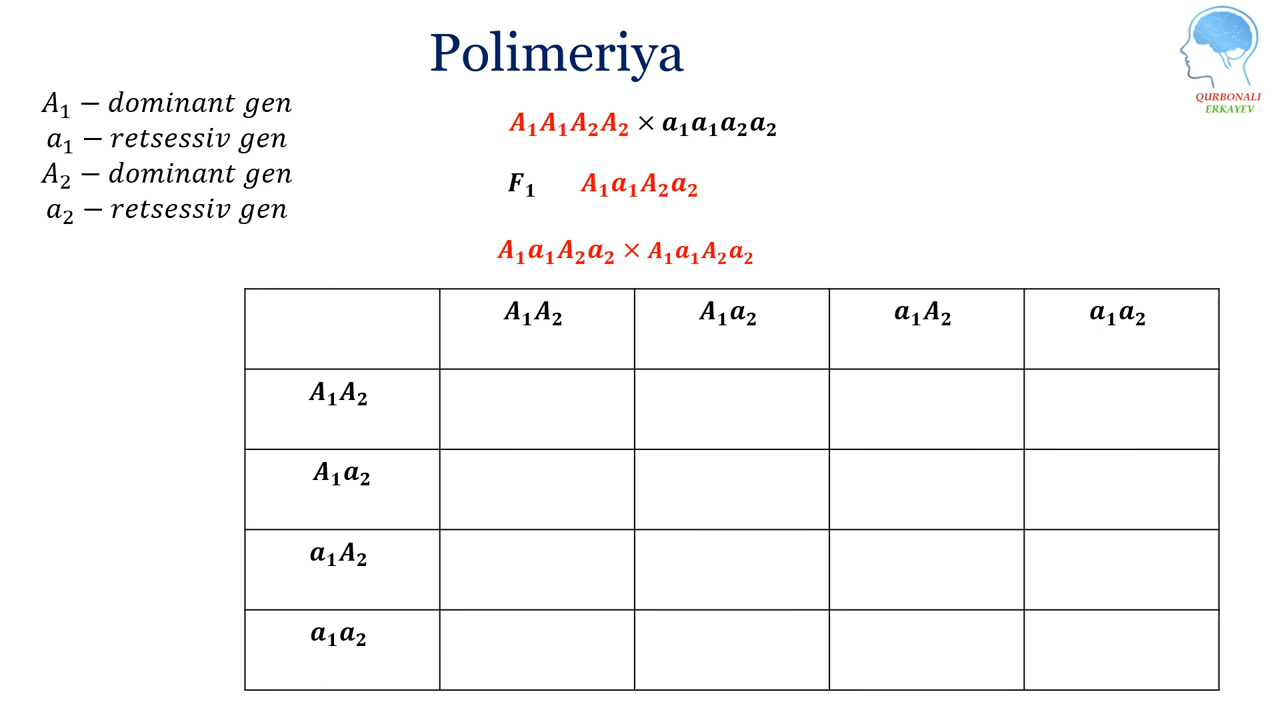 Polimeriya
QURBONALI
ERKAYEV
A₁ − dominant gen
a₁ − retsessiv gen
A₂ − dominant gen
a₂ − retsessiv gen
A₁A₁A₂A₂ × a₁a₁a₂a₂
F₁ A₁a₁A₂a₂
A₁a₁A₂a₂ × A₁a₁A₂a₂
A₁A₂ A₁a₂ a₁A₂ a₁a₂
A₁A₂
A₁a₂
a₁A₂
a₁a₂